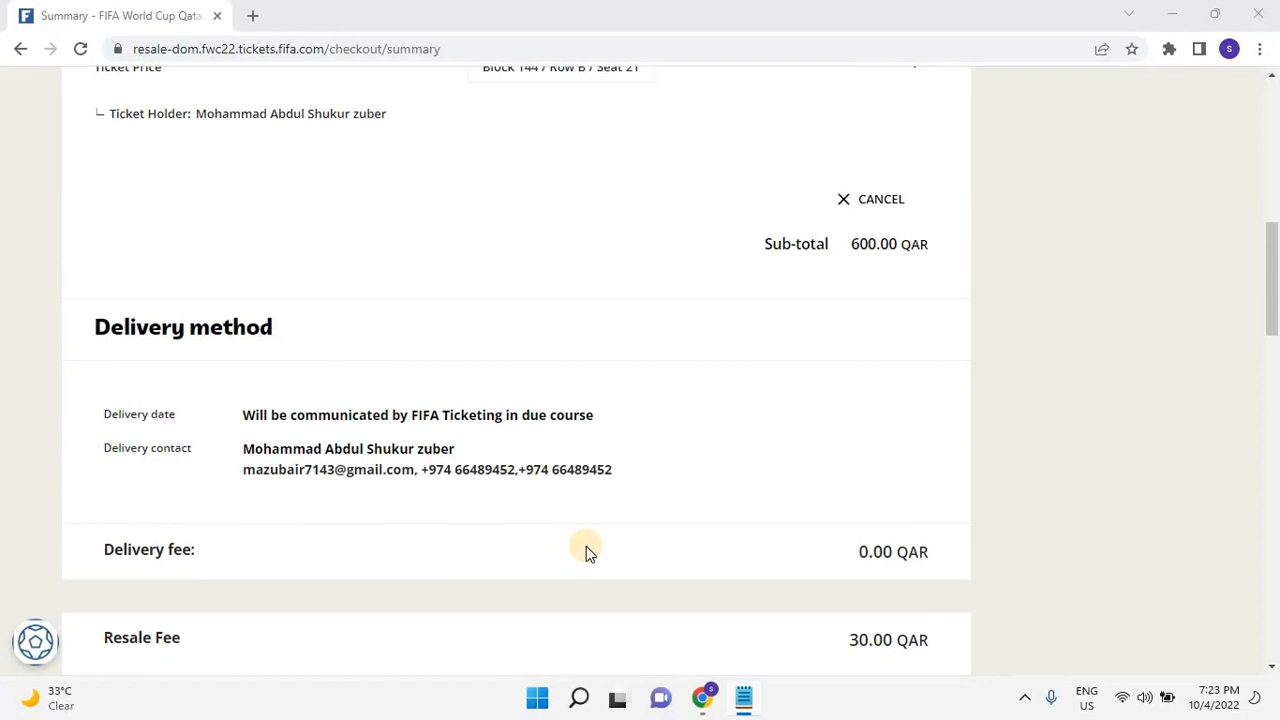 Summary - FIFA World Cup Qata
resale-dom.fwc22.tickets.fifa.com/checkout/summary
S
Ticket Price
Block 144 / Row B / Seat 21
Ticket Holder: Mohammad Abdul Shukur zuber
CANCEL
Sub-total 600.00 QAR
Delivery method
Delivery date Will be communicated by FIFA Ticketing in due course
Delivery contact Mohammad Abdul Shukur zuber
mazubair7143@gmail.com, +974 66489452,+974 66489452
Delivery fee: 0.00 QAR
Resale Fee 30.00 QAR
33°C
Clear
S
ENG
US
7:23 PM
10/4/2022